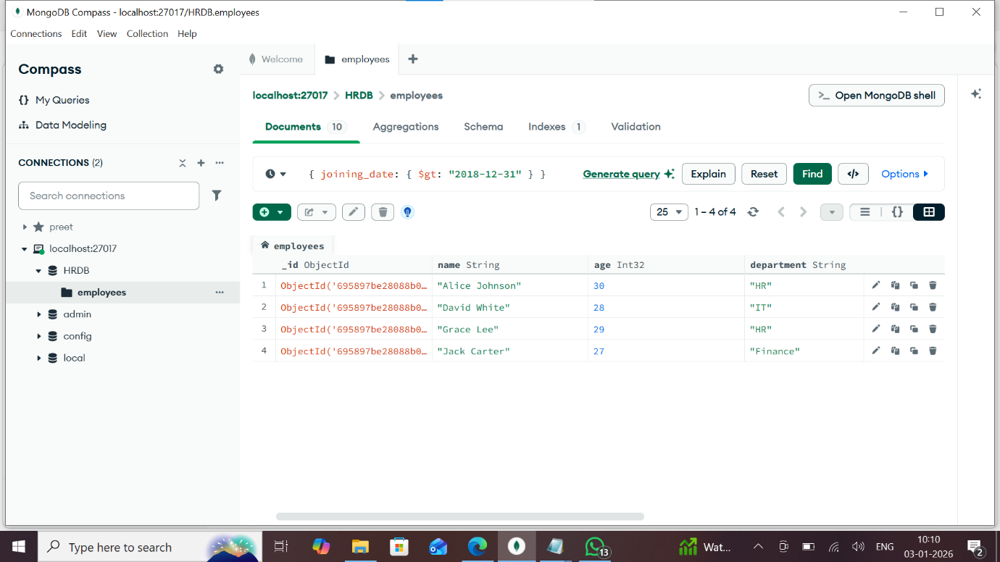 MongoDB Compass - localhost:27017/HRDB.employees
Connections Edit View Collection Help
Compass
{} My Queries
Data Modeling
CONNECTIONS (2)
Search connections
preet
localhost:27017
HRDB
employees
admin
config
local
Welcome
employees
localhost:27017 > HRDB > employees
>_ Open MongoDB shell
Documents 10 Aggregations Schema Indexes 1 Validation
{ joining_date: { $gt: "2018-12-31" } }
Generate query Explain Reset Find </> Options
25 1 – 4 of 4 {}
employees
_id ObjectId name String age Int32 department String
1 ObjectId('695897be28088b0… "Alice Johnson" 30 "HR"
2 ObjectId('695897be28088b0… "David White" 28 "IT"
3 ObjectId('695897be28088b0… "Grace Lee" 29 "HR"
4 ObjectId('695897be28088b0… "Jack Carter" 27 "Finance"
Type here to search
13
Wat...
ENG
10:10
03-01-2026
2